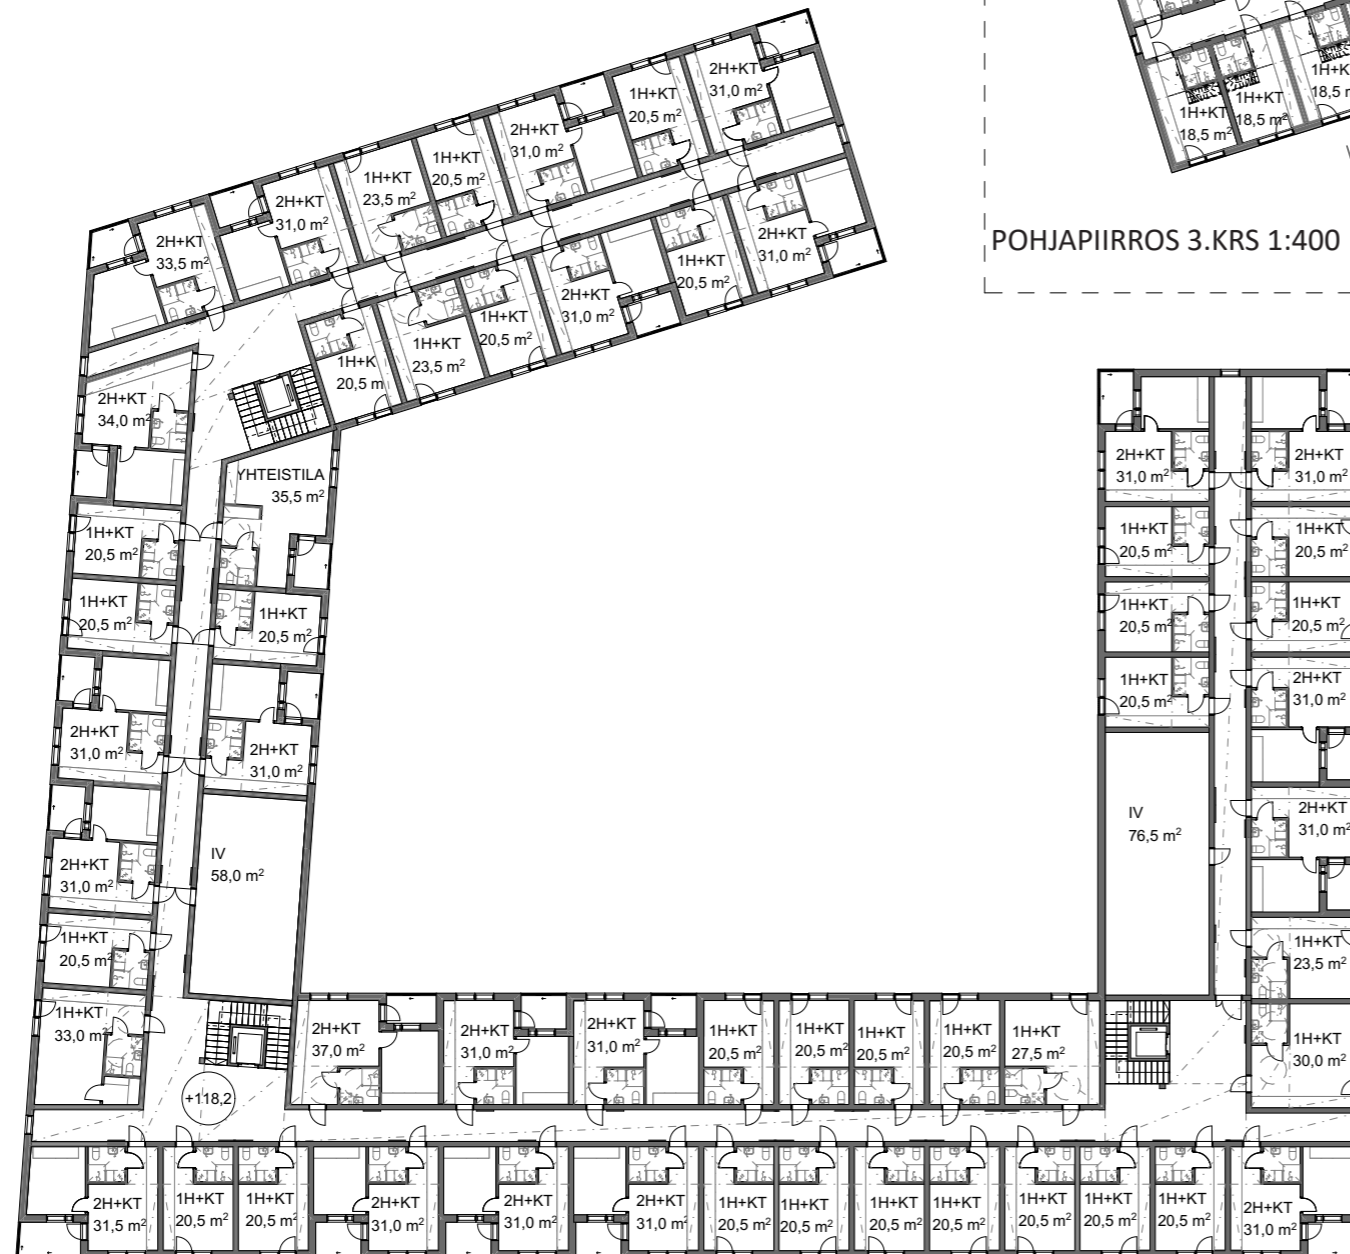 2H+KT
31,0 m²
1H+KT
20,5 m²
2H+KT
31,0 m²
1H+KT
20,5 m²
1H+KT
23,5 m²
2H+KT
31,0 m²
2H+KT
33,5 m²
2H+KT
31,0 m²
1H+KT
20,5 m²
2H+KT
31,0 m²
1H+KT
20,5 m²
1H+KT
23,5 m²
1H+K
20,5 m
1H+KT
18,5 m²
1H+KT
18,5 m²
1H+K
18,5 m
POHJAPIIRROS 3.KRS 1:400
2H+KT
34,0 m²
YHTEISTILA
35,5 m²
1H+KT
20,5 m²
1H+KT
20,5 m²
1H+KT
20,5 m²
2H+KT
31,0 m²
2H+KT
31,0 m²
2H+KT
31,0 m²
IV
58,0 m²
1H+KT
20,5 m²
1H+KT
33,0 m²
+118,2
2H+KT
31,0 m²
2H+KT
31,0 m²
1H+KT
20,5 m²
1H+KT
20,5 m²
1H+KT
20,5 m²
1H+KT
20,5 m²
1H+KT
20,5 m²
2H+KT
31,0 m²
IV
76,5 m²
2H+KT
31,0 m²
1H+KT
23,5 m²
1H+KT
30,0 m²
2H+KT
37,0 m²
2H+KT
31,0 m²
2H+KT
31,0 m²
1H+KT
20,5 m²
1H+KT
20,5 m²
1H+KT
20,5 m²
1H+KT
20,5 m²
1H+KT
27,5 m²
2H+KT
31,5 m²
1H+KT
20,5 m²
1H+KT
20,5 m²
2H+KT
31,0 m²
2H+KT
31,0 m²
2H+KT
31,0 m²
1H+KT
20,5 m²
1H+KT
20,5 m²
1H+KT
20,5 m²
1H+KT
20,5 m²
1H+KT
20,5 m²
1H+KT
20,5 m²
1H+KT
20,5 m²
2H+KT
31,0 m²